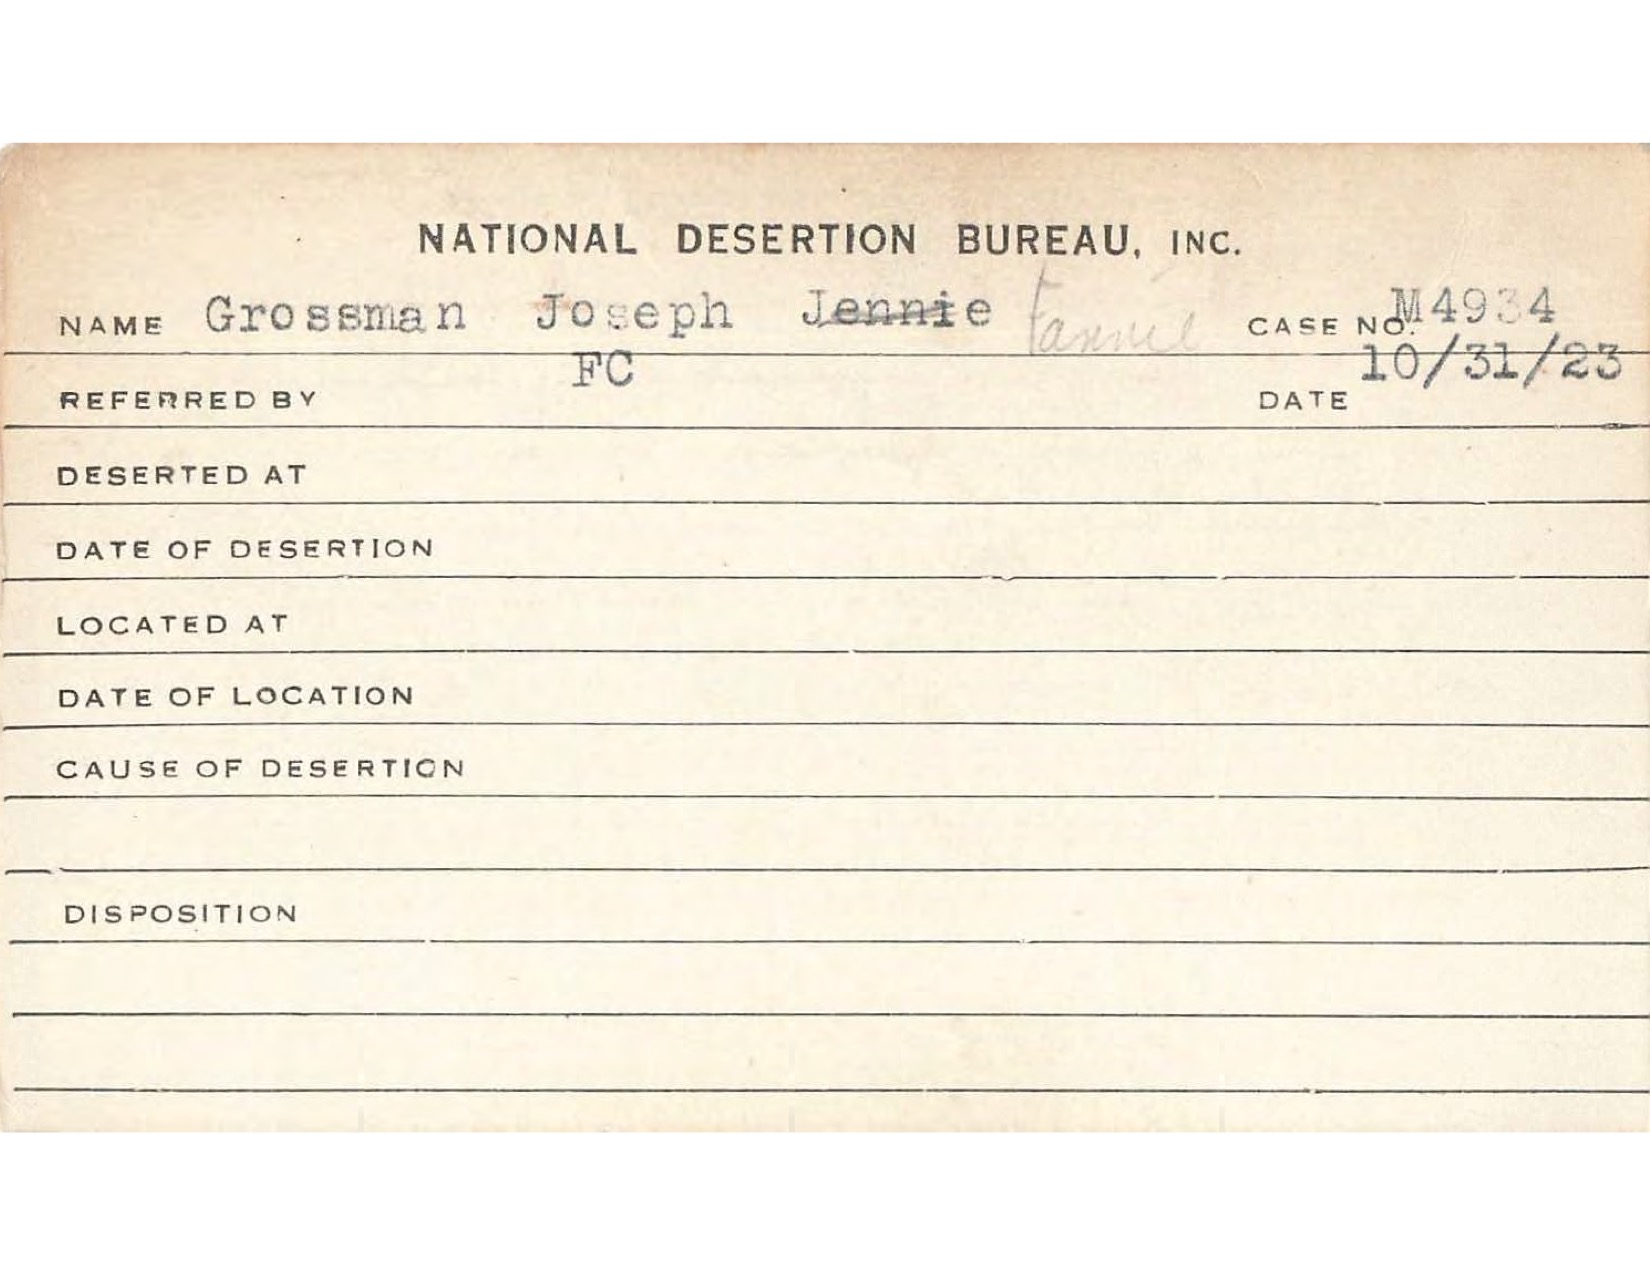 NATIONAL DESERTION BUREAU, INC.
NAME Grossman Joseph Jennie Fannie CASE NO. M4934
REFERRED BY FC DATE 10/31/23
DESERTED AT
DATE OF DESERTION
LOCATED AT
DATE OF LOCATION
CAUSE OF DESERTION
DISPOSITION